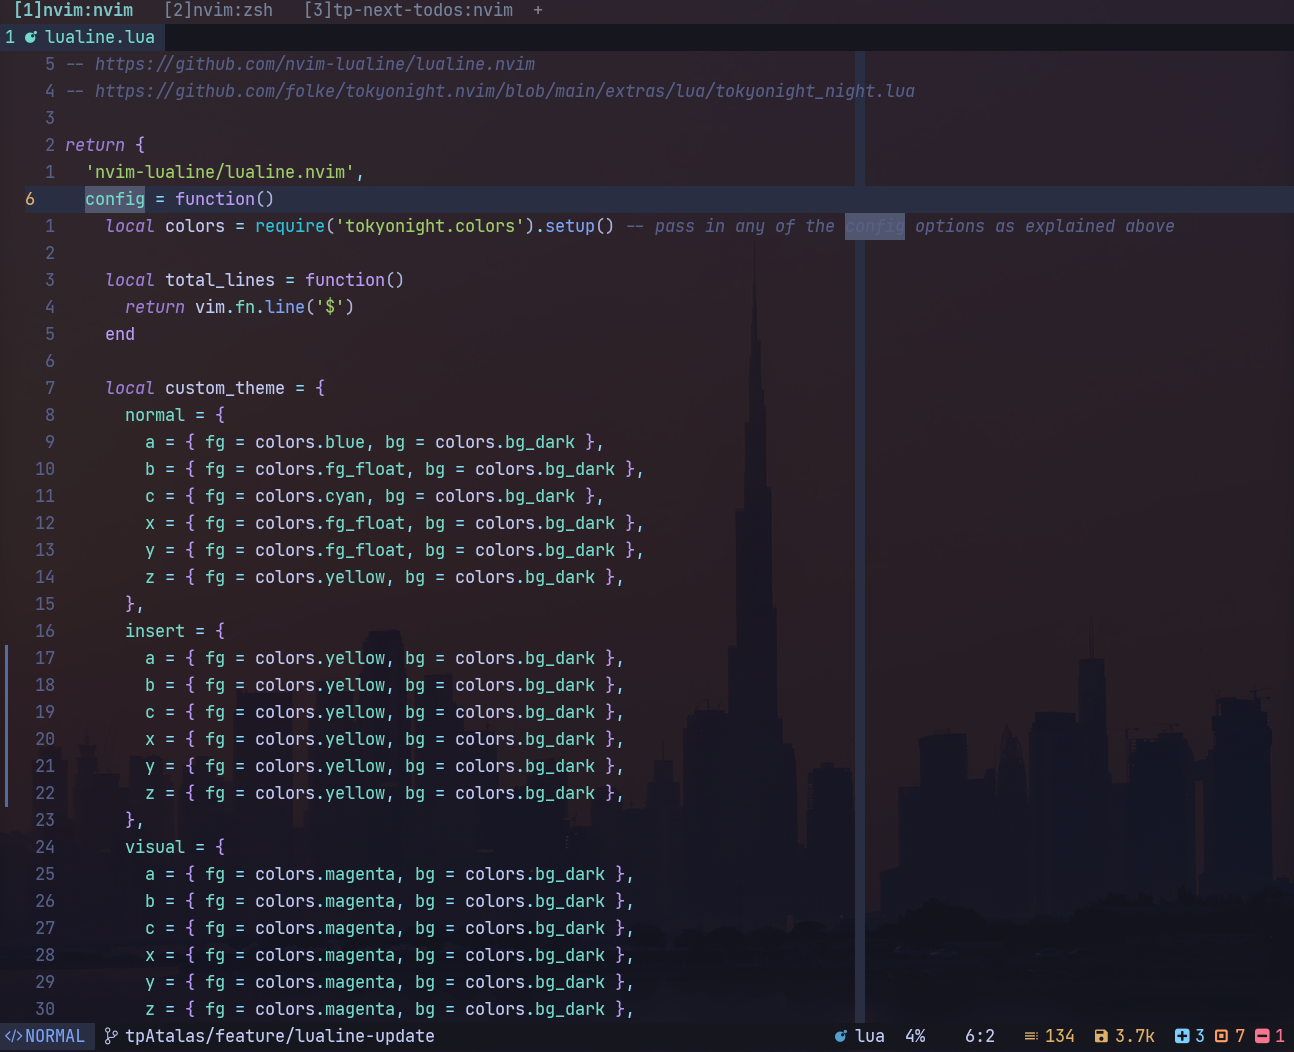 [1]nvim:nvim [2]nvim:zsh [3]tp-next-todos:nvim +
1 lualine.lua
5 -- https://github.com/nvim-lualine/lualine.nvim
4 -- https://github.com/folke/tokyonight.nvim/blob/main/extras/lua/tokyonight_night.lua
3
2 return {
1 'nvim-lualine/lualine.nvim',
6 config = function()
1 local colors = require('tokyonight.colors').setup() -- pass in any of the config options as explained above
2
3 local total_lines = function()
4 return vim.fn.line('$')
5 end
6
7 local custom_theme = {
8 normal = {
9 a = { fg = colors.blue, bg = colors.bg_dark },
10 b = { fg = colors.fg_float, bg = colors.bg_dark },
11 c = { fg = colors.cyan, bg = colors.bg_dark },
12 x = { fg = colors.fg_float, bg = colors.bg_dark },
13 y = { fg = colors.fg_float, bg = colors.bg_dark },
14 z = { fg = colors.yellow, bg = colors.bg_dark },
15 },
16 insert = {
17 a = { fg = colors.yellow, bg = colors.bg_dark },
18 b = { fg = colors.yellow, bg = colors.bg_dark },
19 c = { fg = colors.yellow, bg = colors.bg_dark },
20 x = { fg = colors.yellow, bg = colors.bg_dark },
21 y = { fg = colors.yellow, bg = colors.bg_dark },
22 z = { fg = colors.yellow, bg = colors.bg_dark },
23 },
24 visual = {
25 a = { fg = colors.magenta, bg = colors.bg_dark },
26 b = { fg = colors.magenta, bg = colors.bg_dark },
27 c = { fg = colors.magenta, bg = colors.bg_dark },
28 x = { fg = colors.magenta, bg = colors.bg_dark },
29 y = { fg = colors.magenta, bg = colors.bg_dark },
30 z = { fg = colors.magenta, bg = colors.bg_dark },
NORMAL tpAtalas/feature/lualine-update lua 4% 6:2 134 3.7k 3 7 1